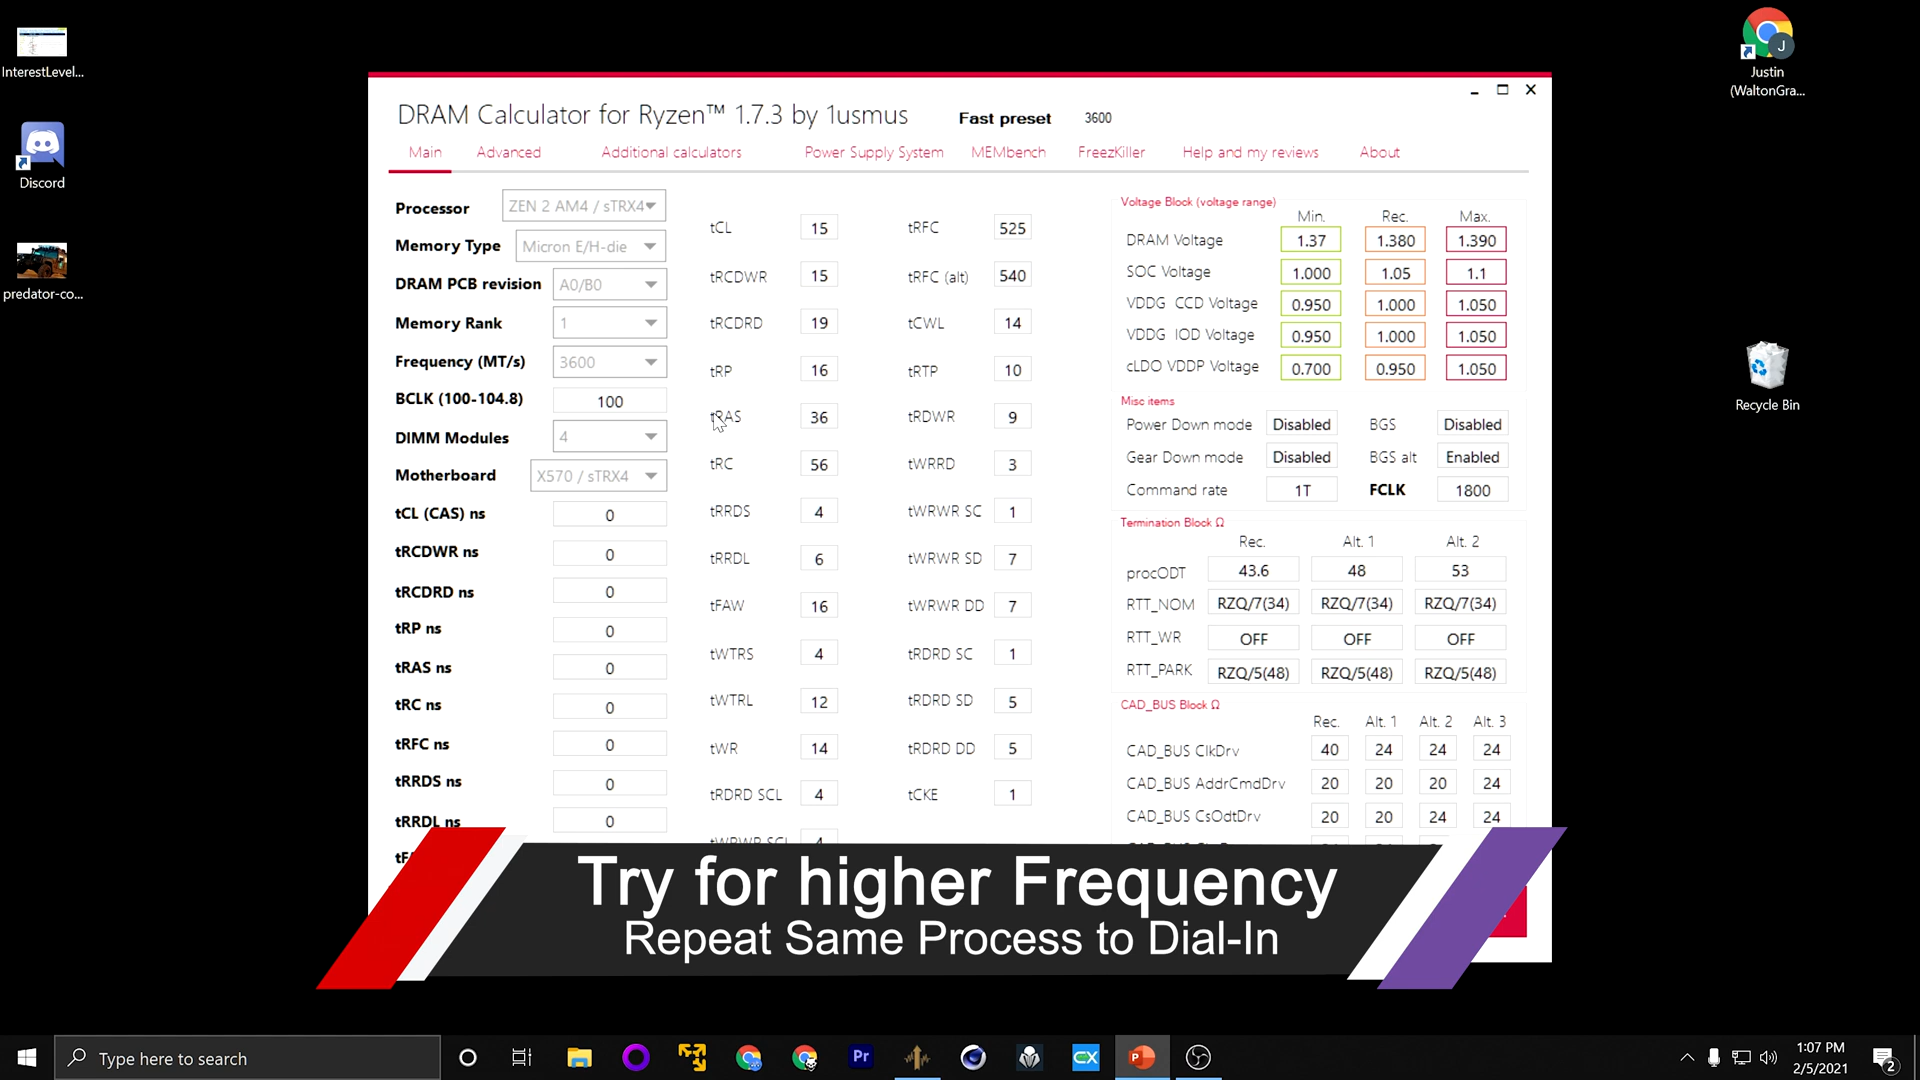 InterestLevel...
Discord
predator-co...
Justin
(WaltonGra...
J
Recycle Bin
DRAM Calculator for Ryzen™ 1.7.3 by 1usmus
Fast preset 3600
Main Advanced Additional calculators Power Supply System MEMbench FreezKiller Help and my reviews About
Processor ZEN 2 AM4 / sTRX4
Memory Type Micron E/H-die
DRAM PCB revision A0/B0
Memory Rank 1
Frequency (MT/s) 3600
BCLK (100-104.8) 100
DIMM Modules 4
Motherboard X570 / sTRX4
tCL (CAS) ns 0
tRCDWR ns 0
tRCDRD ns 0
tRP ns 0
tRAS ns 0
tRC ns 0
tRFC ns 0
tRRDS ns 0
tRRDL ns 0
tCL 15 tRFC 525
tRCDWR 15 tRFC (alt) 540
tRCDRD 19 tCWL 14
tRP 16 tRTP 10
tRAS 36 tRDWR 9
tRC 56 tWRRD 3
tRRDS 4 tWRWR SC 1
tRRDL 6 tWRWR SD 7
tFAW 16 tWRWR DD 7
tWTRS 4 tRDRD SC 1
tWTRL 12 tRDRD SD 5
tWR 14 tRDRD DD 5
tRDRD SCL 4 tCKE 1
tWRWR SCL 4
Voltage Block (voltage range)
Min. Rec. Max.
DRAM Voltage 1.37 1.380 1.390
SOC Voltage 1.000 1.05 1.1
VDDG CCD Voltage 0.950 1.000 1.050
VDDG IOD Voltage 0.950 1.000 1.050
cLDO VDDP Voltage 0.700 0.950 1.050
Misc items
Power Down mode Disabled BGS Disabled
Gear Down mode Disabled BGS alt Enabled
Command rate 1T FCLK 1800
Termination Block Ω
Rec. Alt. 1 Alt. 2
procODT 43.6 48 53
RTT_NOM RZQ/7(34) RZQ/7(34) RZQ/7(34)
RTT_WR OFF OFF OFF
RTT_PARK RZQ/5(48) RZQ/5(48) RZQ/5(48)
CAD_BUS Block Ω
Rec. Alt. 1 Alt. 2 Alt. 3
CAD_BUS ClkDrv 40 24 24 24
CAD_BUS AddrCmdDrv 20 20 20 24
CAD_BUS CsOdtDrv 20 20 24 24
Try for higher Frequency
Repeat Same Process to Dial-In
Type here to search
Pr
CX
P
1:07 PM
2/5/2021
2